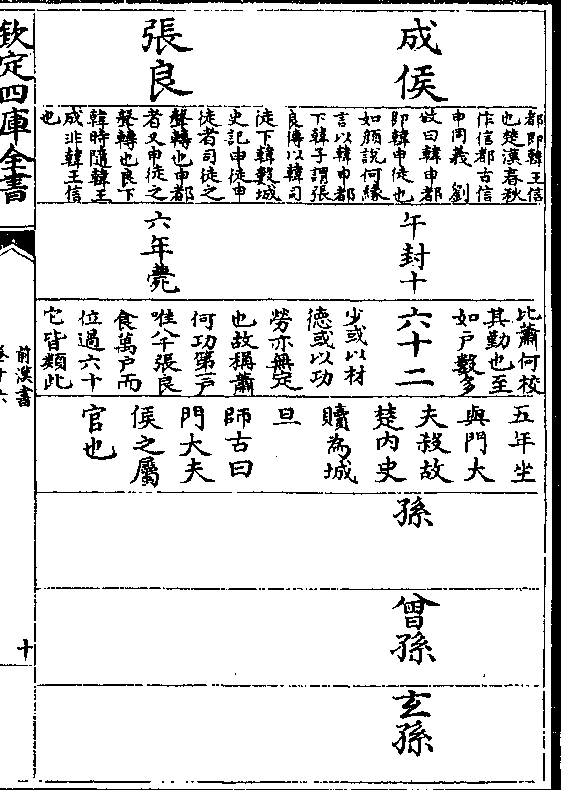 成侯
張良
都即韓王信
也楚漢春秋
作信都古信
申同義 劉
攽曰韓申都
即韓申徒也
如顔說何緣
言以韓申都
下韓子謂張
良傳以韓司
徒下韓數城
史記申徒申
徒者司徒之
聲轉也申都
者又申徒之
聲轉也良下
韓時隨韓王
成非韓王信
也
午封十
六年薨
比蕭何校
其勤也至
如戸數多
六十二
少或以材
德或以功
勞亦無定
也故稱蕭
何功第一戸
唯八千張良
食萬戸而
位過六十
它皆類此
五年坐
與門大
夫殺故
楚内史
贖為城
旦
師古曰
門大夫
侯之屬
官也
孫
曾孫
玄孫
欽定四庫全書
前漢書
卷十六
十